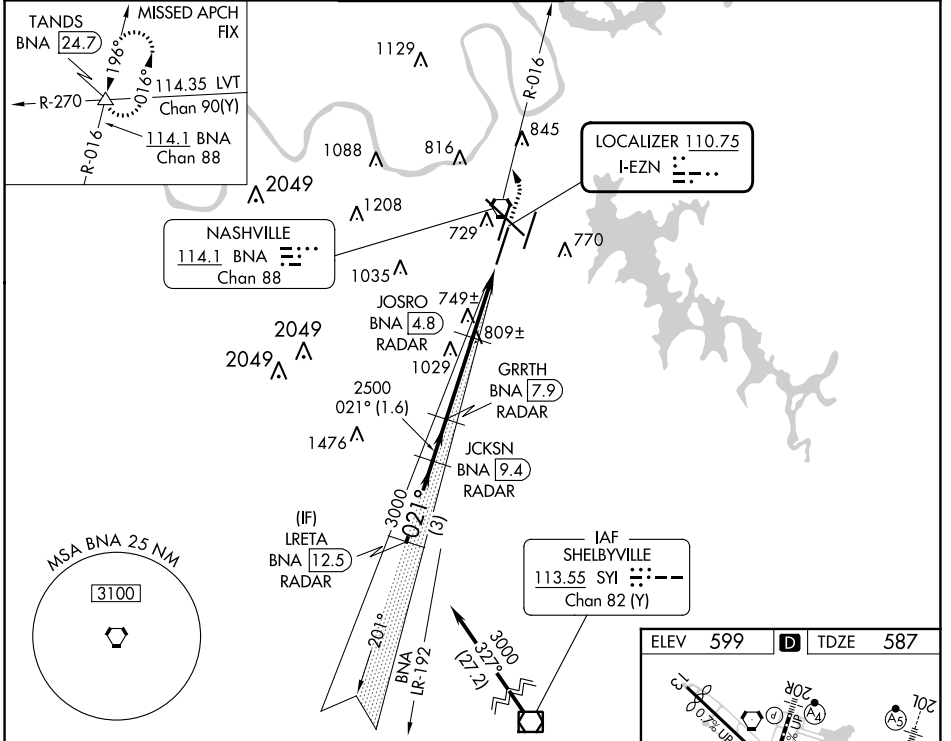 TANDS
BNA 24.7
MISSED APCH
FIX
196°
016°
R-270
114.35 LVT
Chan 90(Y)
R-016
114.1 BNA
Chan 88
1129
R-016
845
816
1088
LOCALIZER 110.75
I-EZN
2049
1208
729
770
NASHVILLE
114.1 BNA
Chan 88
1035
JOSRO
BNA 4.8
RADAR
749±
809±
2049
2049
1029
GRRTH
BNA 7.9
RADAR
2500
021° (1.6)
1476
JCKSN
BNA 9.4
RADAR
3000
021°
(3)
(IF)
LRETA
BNA 12.5
RADAR
IAF
SHELBYVILLE
113.55 SYI
Chan 82 (Y)
MSA BNA 25 NM
3100
201°
BNA
LR-192
3000
327°
(27.2)
ELEV 599
D
TDZE 587
13
0.7% UP
20R
% UP
P
A4
A5
20L